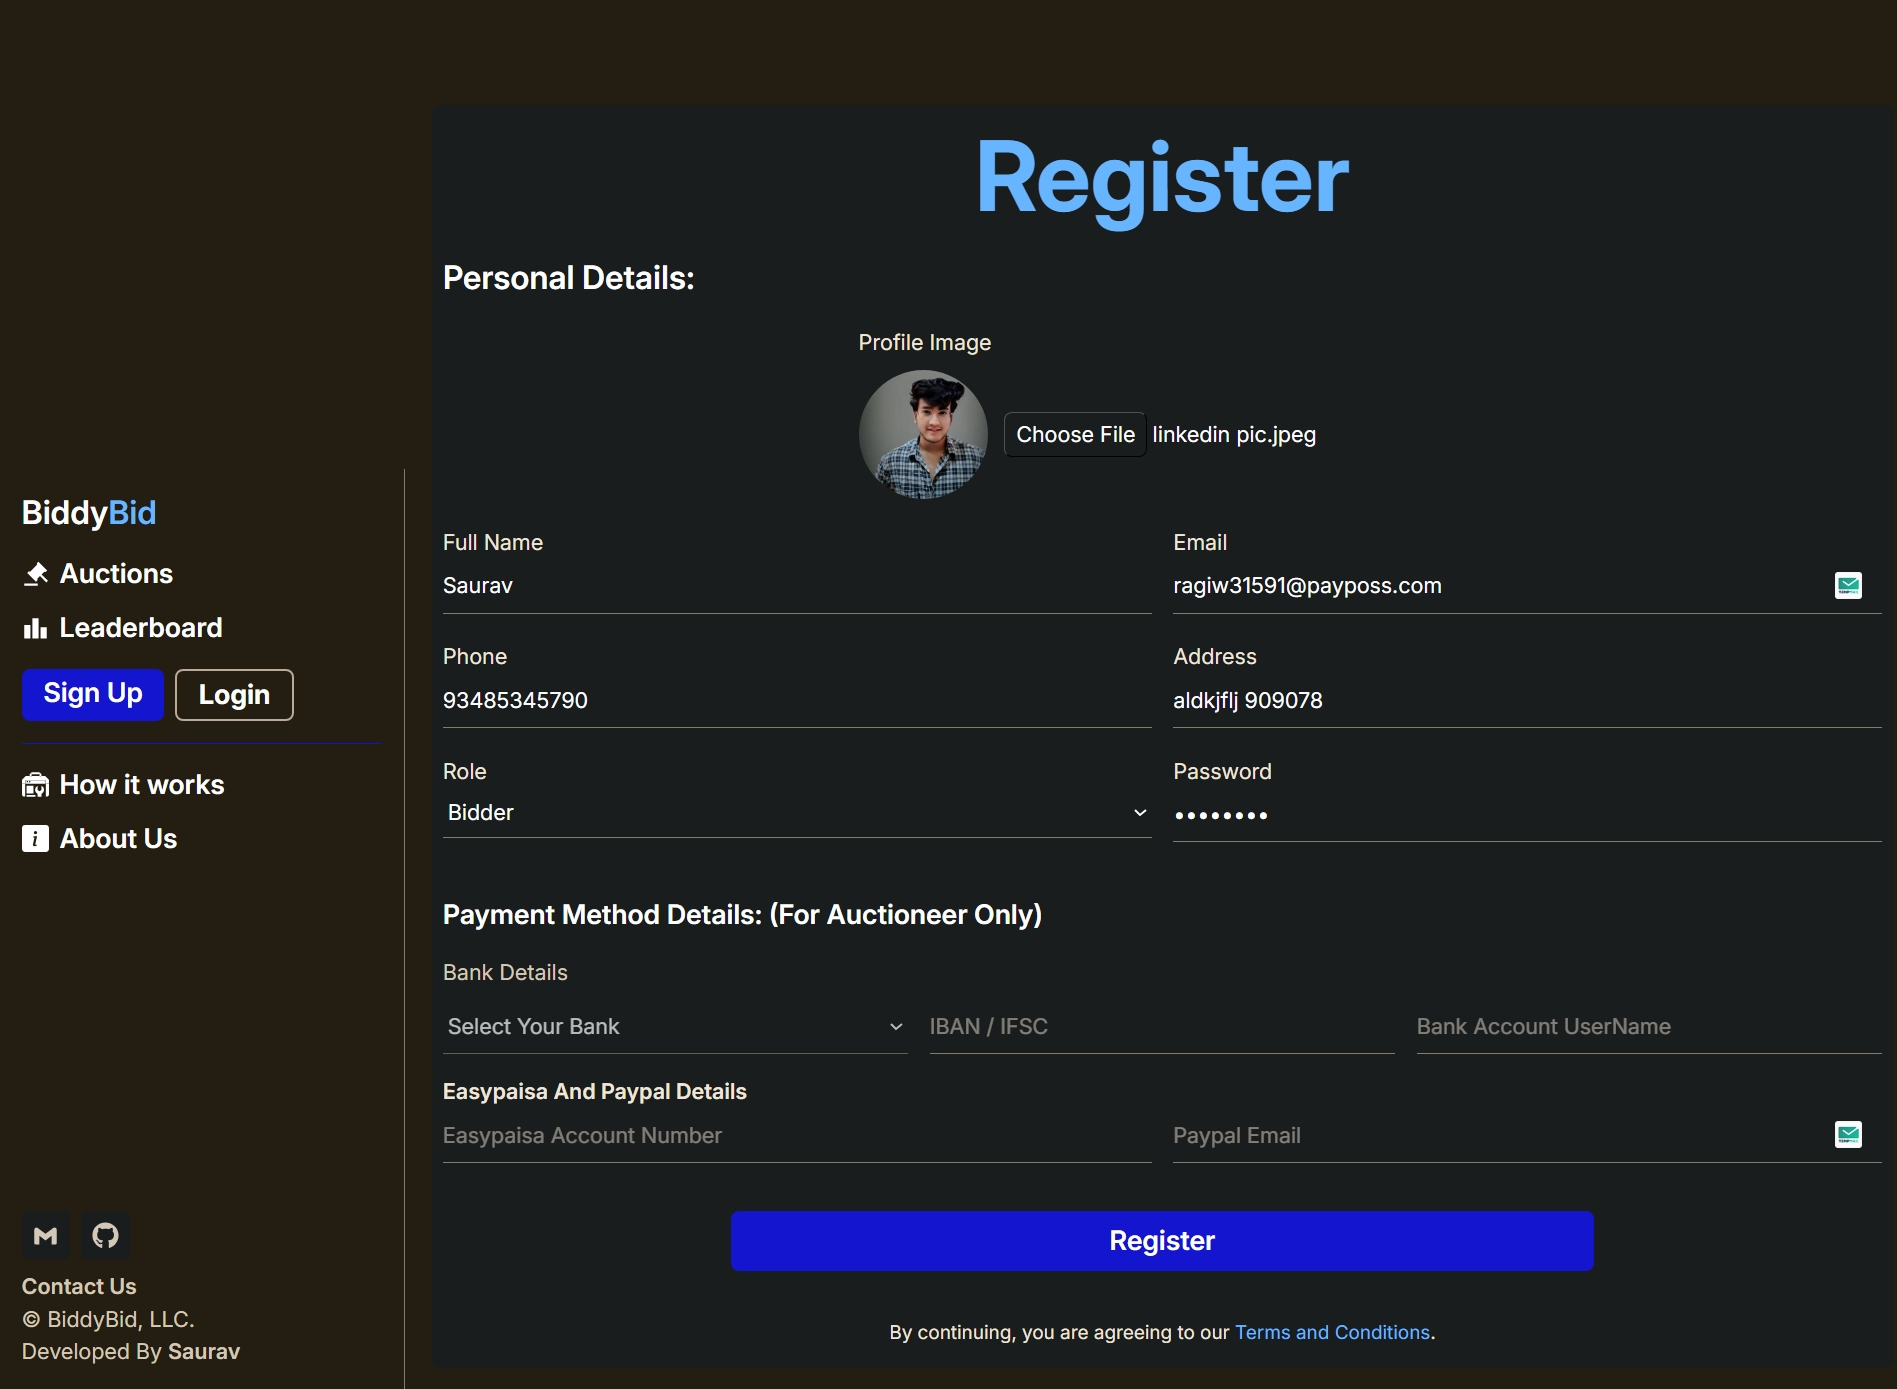 BiddyBid
Auctions
Leaderboard
Sign Up Login
How it works
About Us
Contact Us
© BiddyBid, LLC.
Developed By Saurav
Register
Personal Details:
Profile Image
Choose File linkedin pic.jpeg
Full Name
Saurav
Email
ragiw31591@payposs.com
Phone
93485345790
Address
aldkjflj 909078
Role
Bidder
Password
••••••••
Payment Method Details: (For Auctioneer Only)
Bank Details
Select Your Bank
IBAN / IFSC
Bank Account UserName
Easypaisa And Paypal Details
Easypaisa Account Number
Paypal Email
Register
By continuing, you are agreeing to our Terms and Conditions.